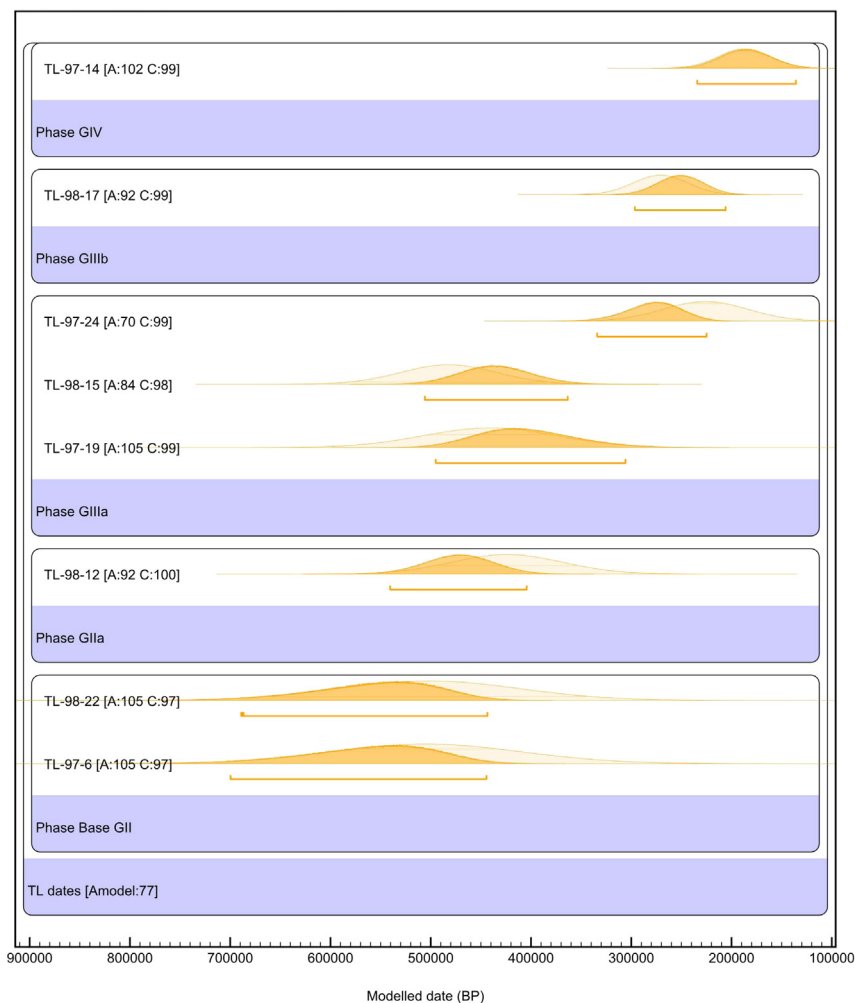 TL-97-14 [A:102 C:99]
Phase GIV
TL-98-17 [A:92 C:99]
Phase GIIIb
TL-97-24 [A:70 C:99]
TL-98-15 [A:84 C:98]
TL-97-19 [A:105 C:99]
Phase GIIIa
TL-98-12 [A:92 C:100]
Phase GIIa
TL-98-22 [A:105 C:97]
TL-97-6 [A:105 C:97]
Phase Base GII
TL dates [Amodel:77]
900000 800000 700000 600000 500000 400000 300000 200000 100000
Modelled date (BP)